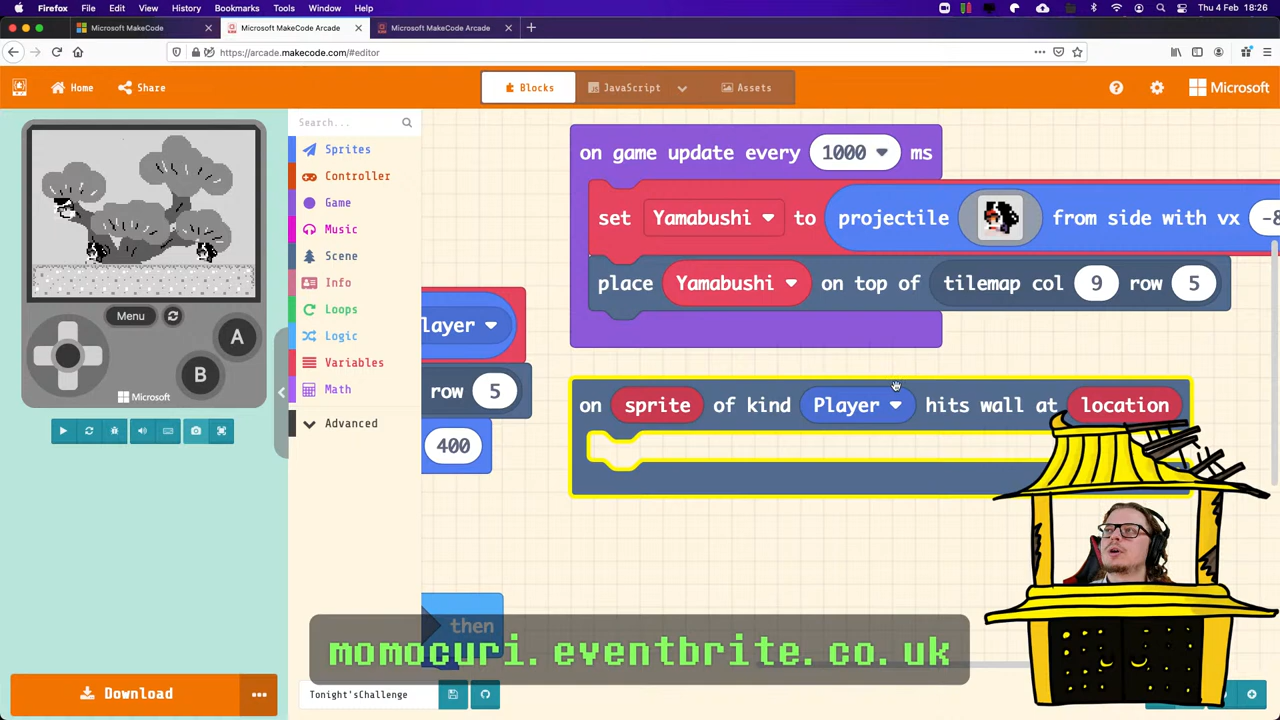 Firefox File Edit View History Bookmarks Tools Window Help
Thu 4 Nov 18:26
Microsoft MakeCode
Microsoft MakeCode Arcade
Microsoft MakeCode Arcade
https://arcade.makecode.com/#editor
Home
Share
Blocks
JavaScript
Assets
Microsoft
Search...
Sprites
Controller
Game
Music
Scene
Info
Loops
Logic
Variables
Math
Advanced
Menu
A
B
Microsoft
on game update every 1000 ms
set Yamabushi to projectile from side with vx -8
place Yamabushi on top of tilemap col 9 row 5
layer
row 5
400
on sprite of kind Player hits wall at location
then
momocuri.eventbrite.co.uk
Download
Tonight'sChallenge